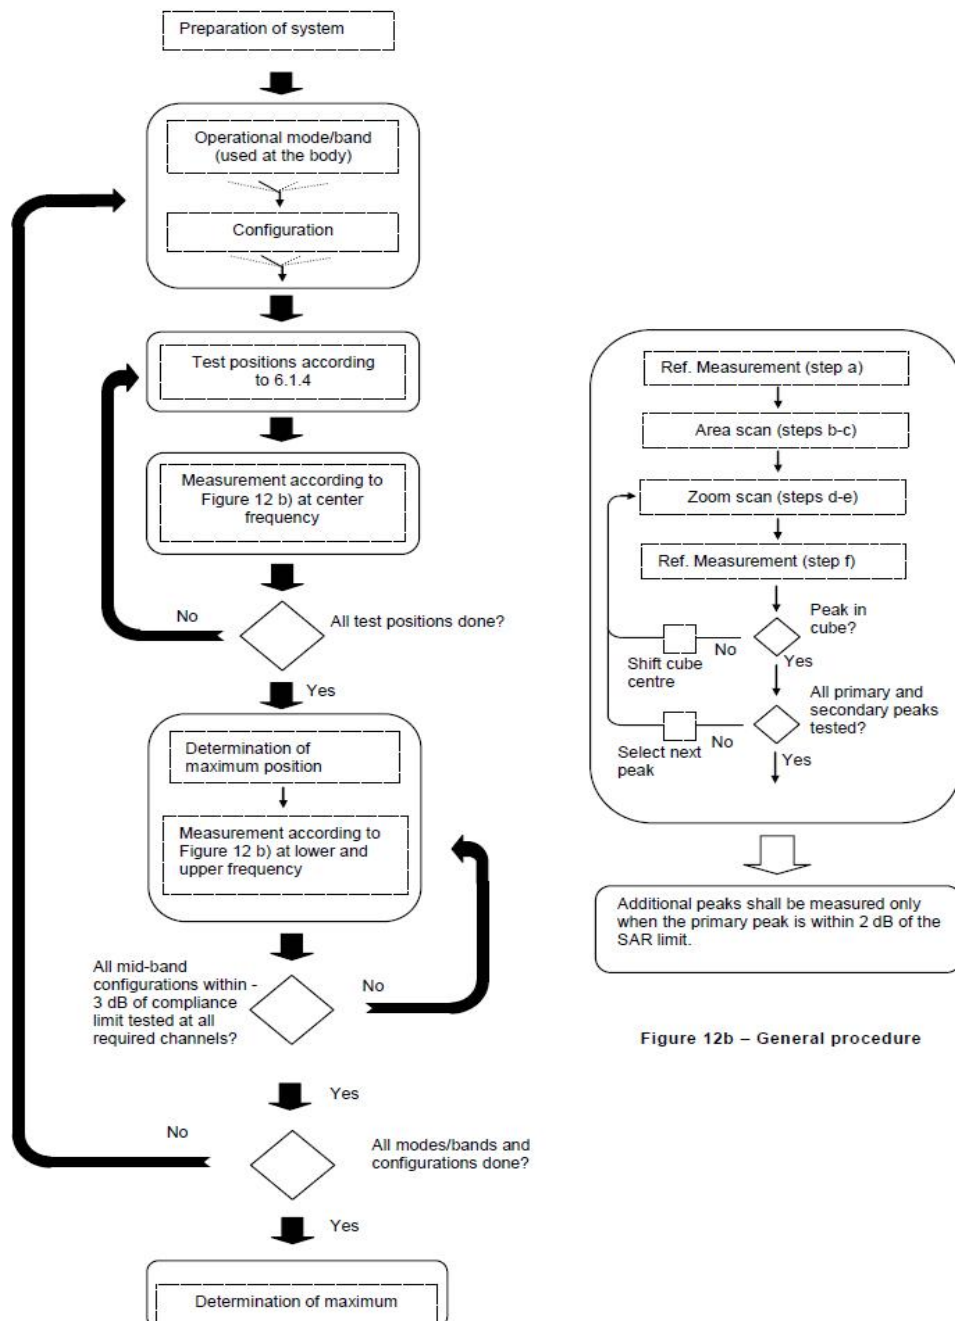 Preparation of system
Operational mode/band
(used at the body)
Configuration
Test positions according
to 6.1.4
Measurement according to
Figure 12 b) at center
frequency
No
All test positions done?
Yes
Determination of
maximum position
Measurement according to
Figure 12 b) at lower and
upper frequency
All mid-band
configurations within -
3 dB of compliance
limit tested at all
required channels?
No
Yes
No
All modes/bands and
configurations done?
Yes
Determination of maximum
Ref. Measurement (step a)
Area scan (steps b-c)
Zoom scan (steps d-e)
Ref. Measurement (step f)
Peak in
cube?
No
Shift cube
centre
Yes
All primary and
secondary peaks
tested?
No
Select next
peak
Yes
Additional peaks shall be measured only
when the primary peak is within 2 dB of the
SAR limit.
Figure 12b – General procedure